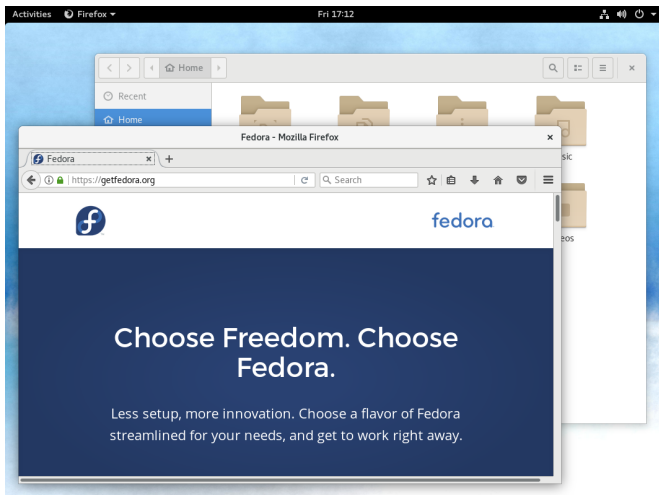 Activities
Firefox
Fri 17:12
Home
Recent
Home
Fedora - Mozilla Firefox
Fedora
https://getfedora.org
Search
fedora
Choose Freedom. Choose
Fedora.
Less setup, more innovation. Choose a flavor of Fedora
streamlined for your needs, and get to work right away.